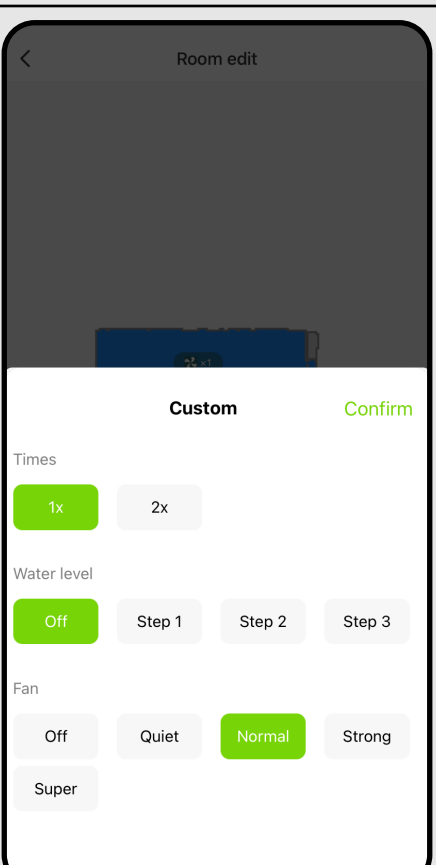 Room edit
×1
Custom
Confirm
Times
1x
2x
Water level
Off
Step 1
Step 2
Step 3
Fan
Off
Quiet
Normal
Strong
Super